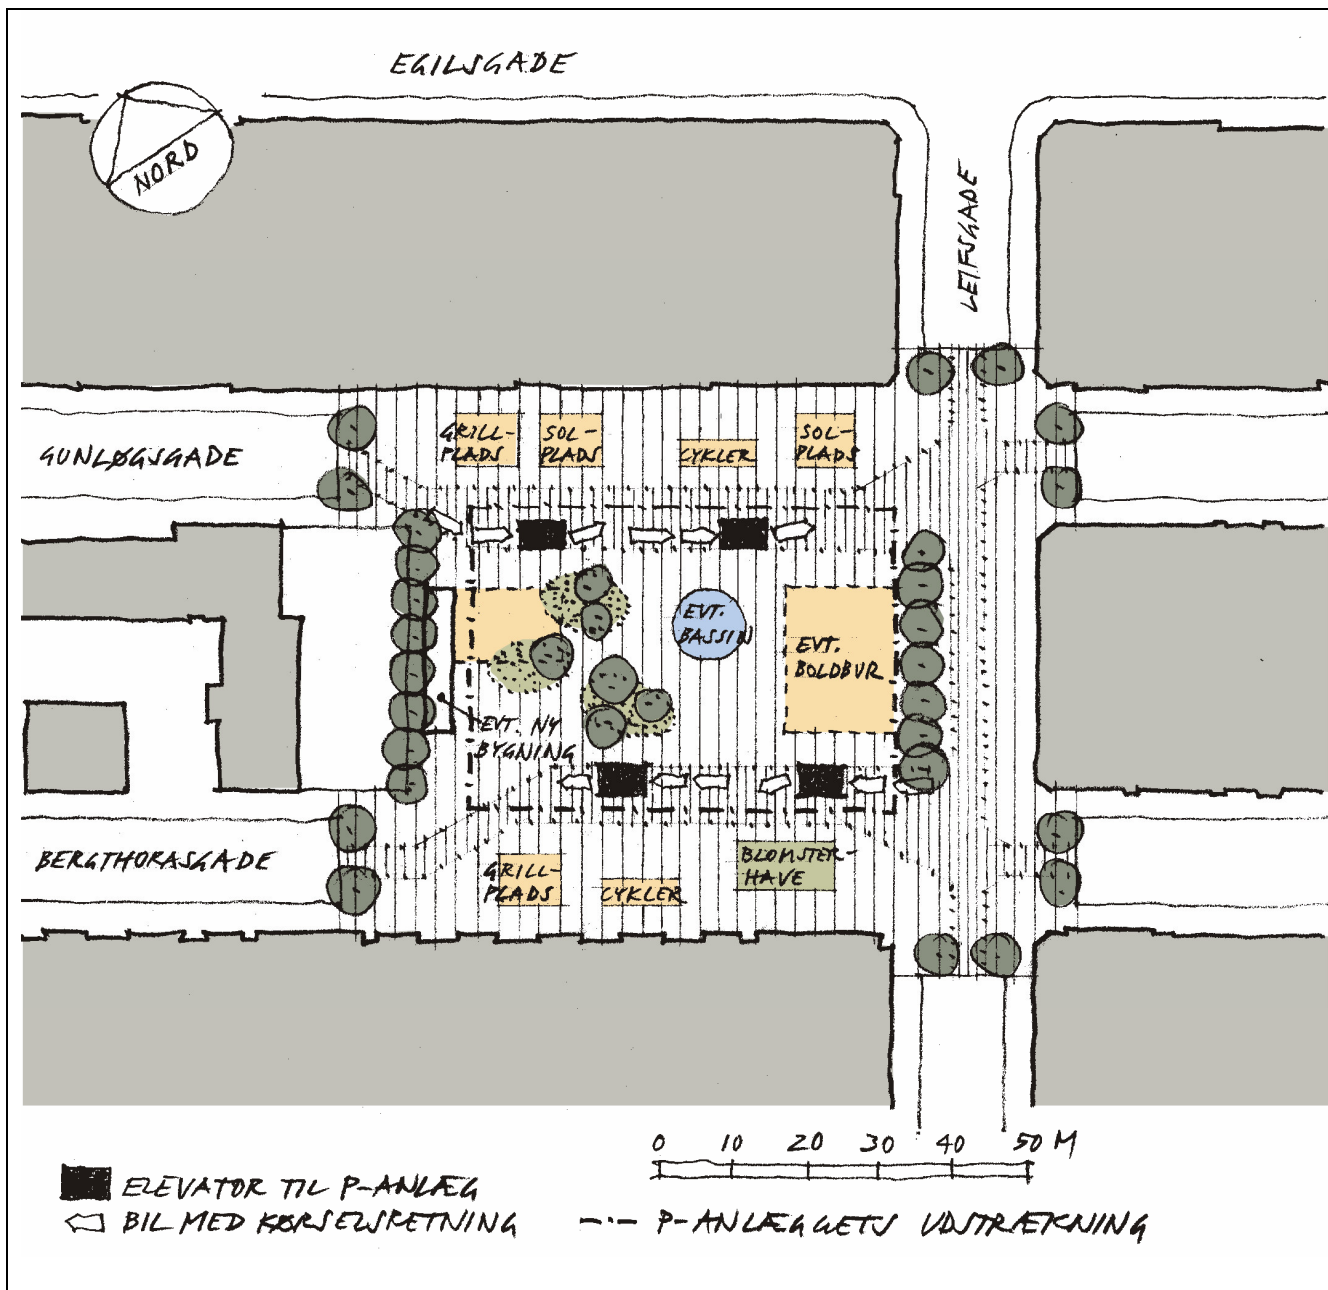 EGILSGADE
NORD
LEIFSGADE
GUNLØGSGADE
GRILL-
PLADS
SOL-
PLADS
CYKLER
SOL-
PLADS
EVT.
BASSIN
EVT.
BOLDBUR
EVT. NY
BYGNING
BERGTHORASGADE
GRILL-
PLADS
CYKLER
BLOMSTER-
HAVE
0 10 20 30 40 50 M
ELEVATOR TIL P-ANLÆG
BIL MED KØRSELSRETNING
P-ANLÆGGETS UDSTRÆKNING